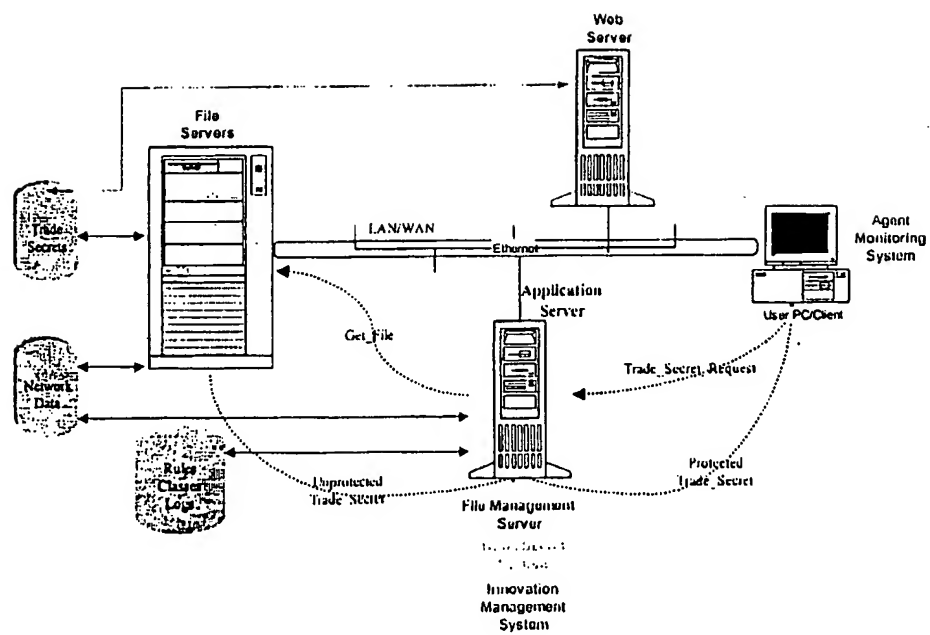 Web
Server
File
Servers
Trade
Secrets
LAN/WAN
Ethernet
Agent
Monitoring
System
User PC/Client
Application
Server
Get_File
Trade_Secret_Request
Network
Data
Rules
Classes
Logs
Unprotected
Trade_Secret
Protected
Trade_Secret
File Management
Server
Innovation
Management
System